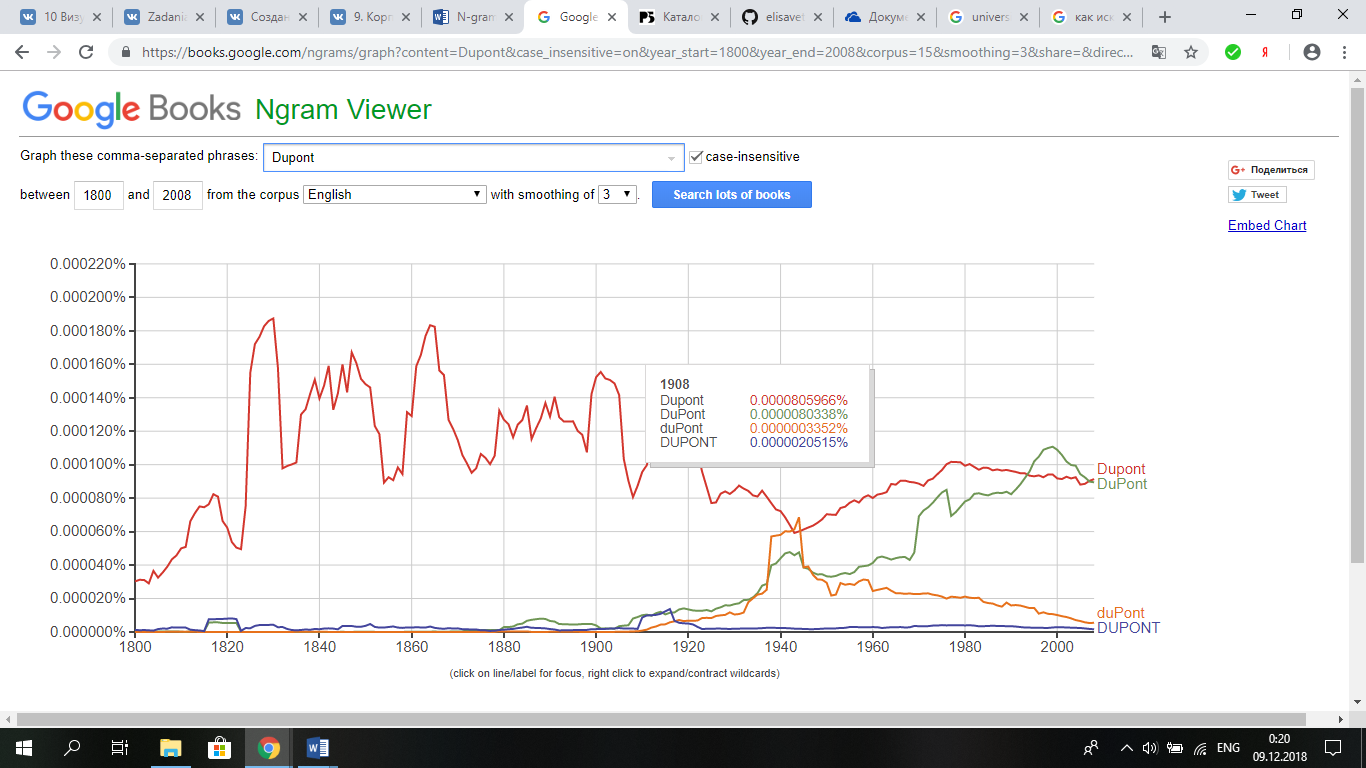 10 Визу
Zadani
Создан
9. Корп
N-gram
Google
Катало
elisavet
Докуме
univers
как иск
https://books.google.com/ngrams/graph?content=Dupont&case_insensitive=on&year_start=1800&year_end=2008&corpus=15&smoothing=3&share=&direc...
Google Books Ngram Viewer
Graph these comma-separated phrases: Dupont case-insensitive
between 1800 and 2008 from the corpus English with smoothing of 3 . Search lots of books
G+ Поделиться
Tweet
Embed Chart
0.000220%
0.000200%
0.000180%
0.000160%
0.000140%
0.000120%
0.000100%
0.000080%
0.000060%
0.000040%
0.000020%
0.000000%
1908
Dupont 0.0000805966%
DuPont 0.0000080338%
duPont 0.0000003352%
DUPONT 0.0000020515%
Dupont
DuPont
duPont
DUPONT
1800 1820 1840 1860 1880 1900 1920 1940 1960 1980 2000
(click on line/label for focus, right click to expand/contract wildcards)
ENG
0:20
09.12.2018